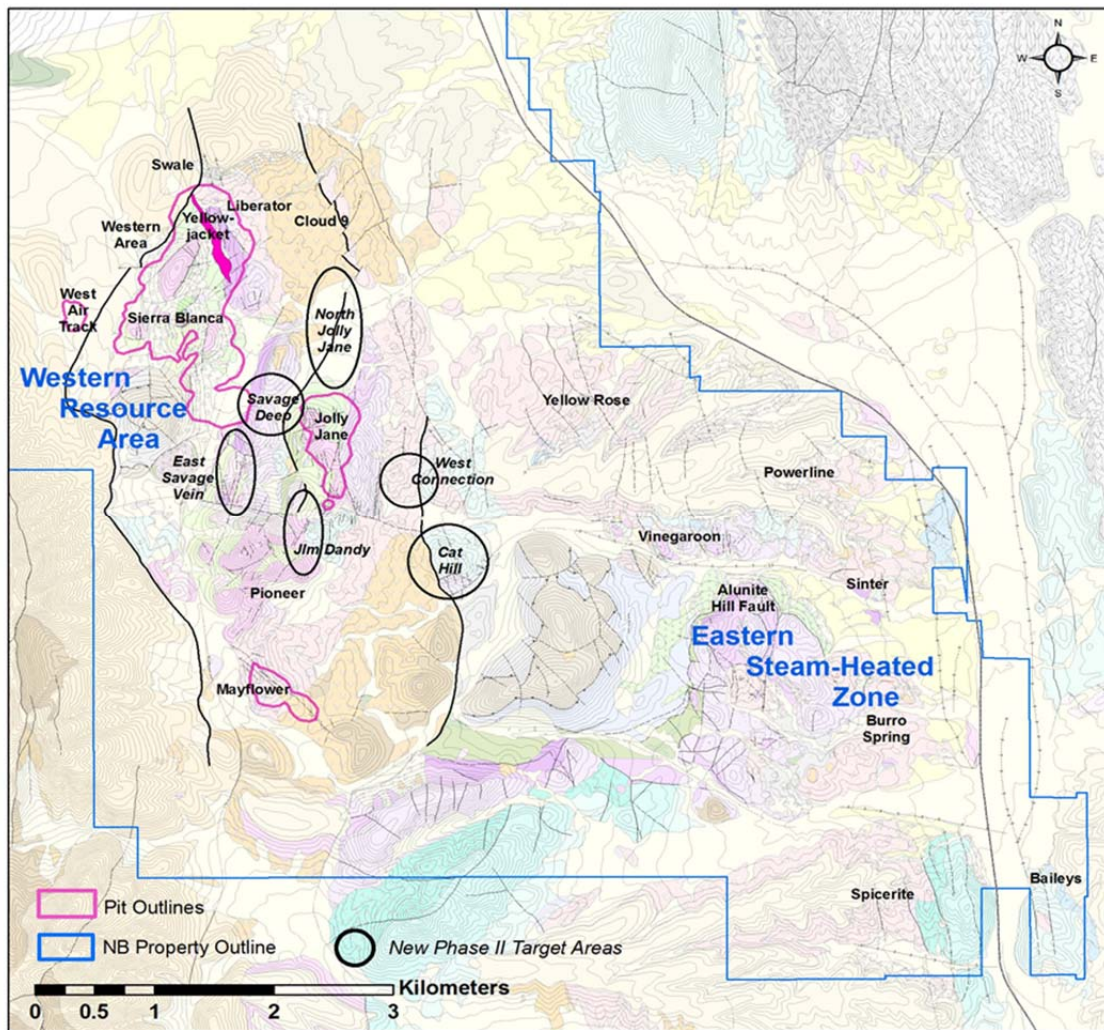 N
W
E
S
Swale
Liberator
Yellow-
jacket
Cloud 9
Western
Area
West
Air
Track
Sierra Blanca
North
Jolly
Jane
Western
Resource
Area
Savage
Deep
Jolly
Jane
Yellow Rose
East
Savage
Vein
West
Connection
Powerline
Jim Dandy
Cat
Hill
Vinegaroon
Pioneer
Alunite
Hill Fault
Sinter
Eastern
Steam-Heated
Zone
Mayflower
Burro
Spring
Spicerite
Baileys
Pit Outlines
NB Property Outline
New Phase II Target Areas
Kilometers
0 0.5 1 2 3